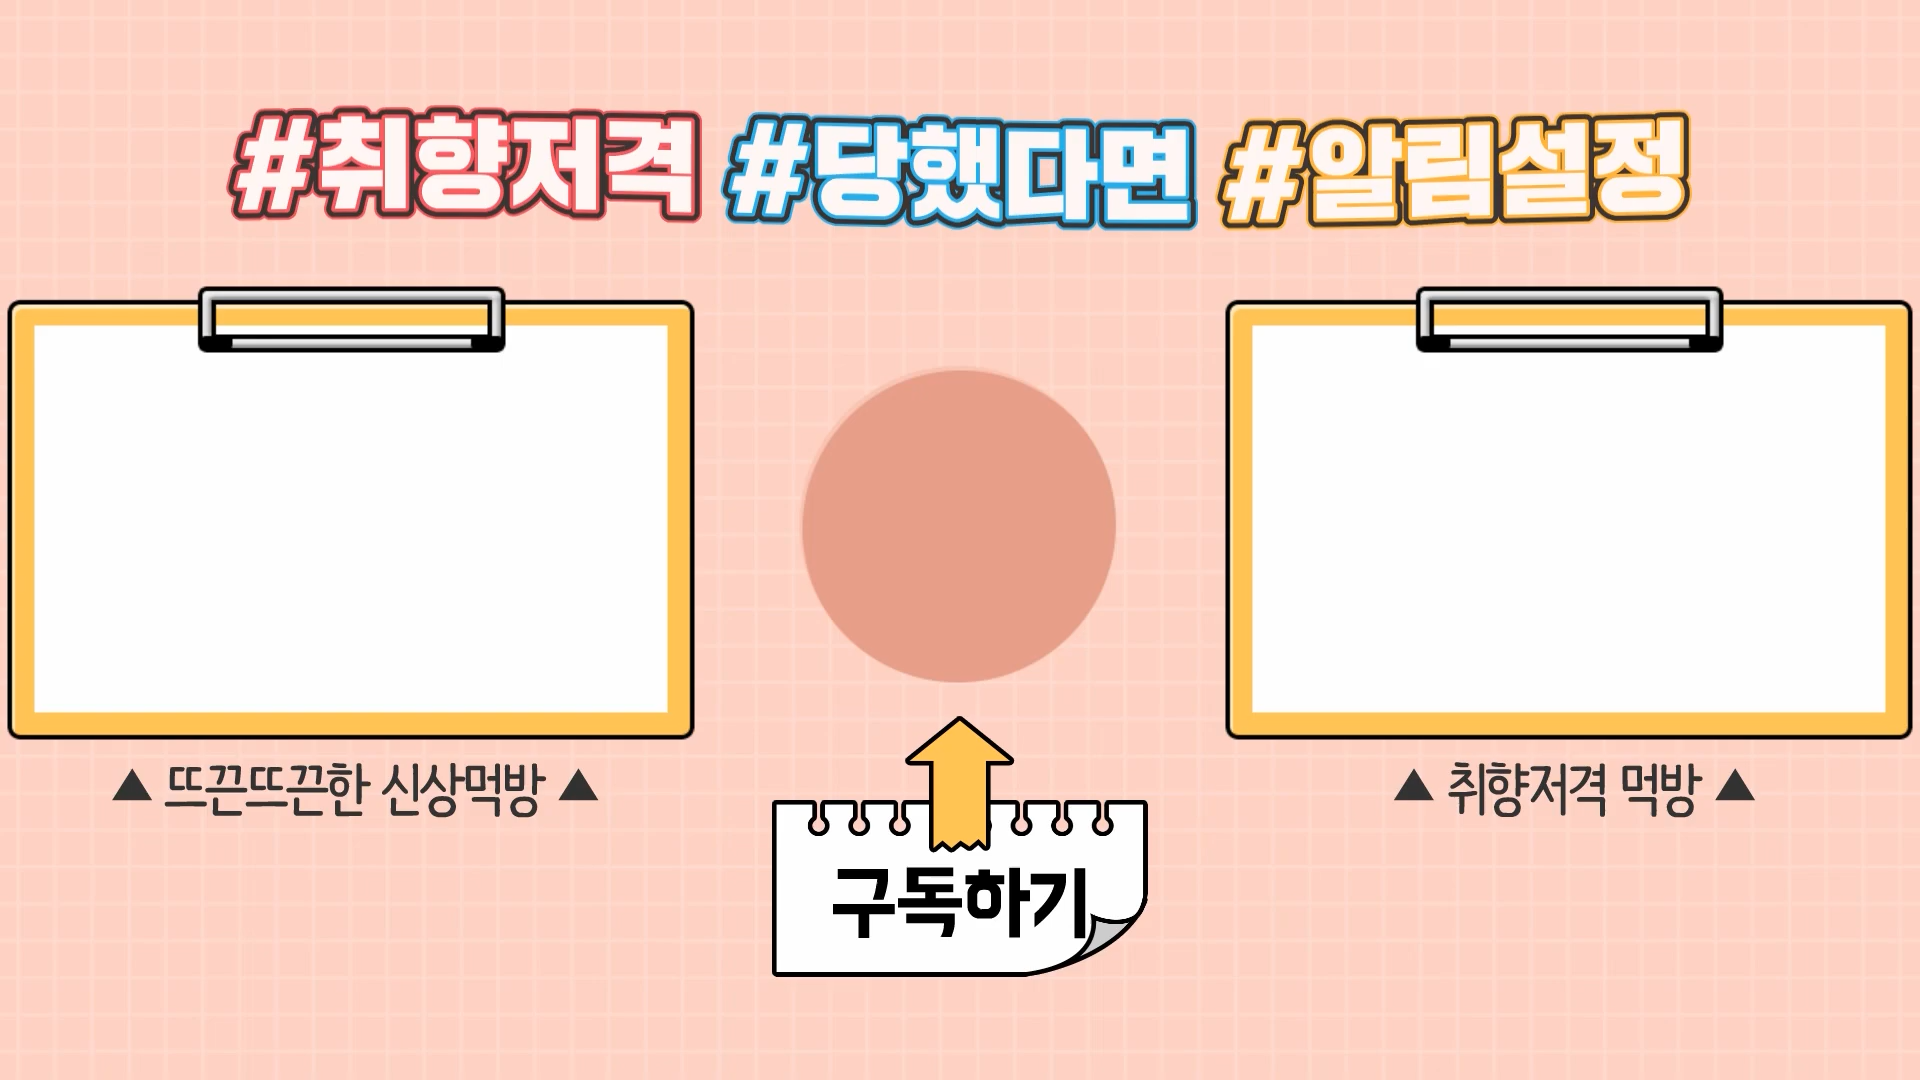 #취향저격 #당했다면 #알림설정
▲ 뜨끈뜨끈한 신상먹방 ▲
▲ 취향저격 먹방 ▲
구독하기